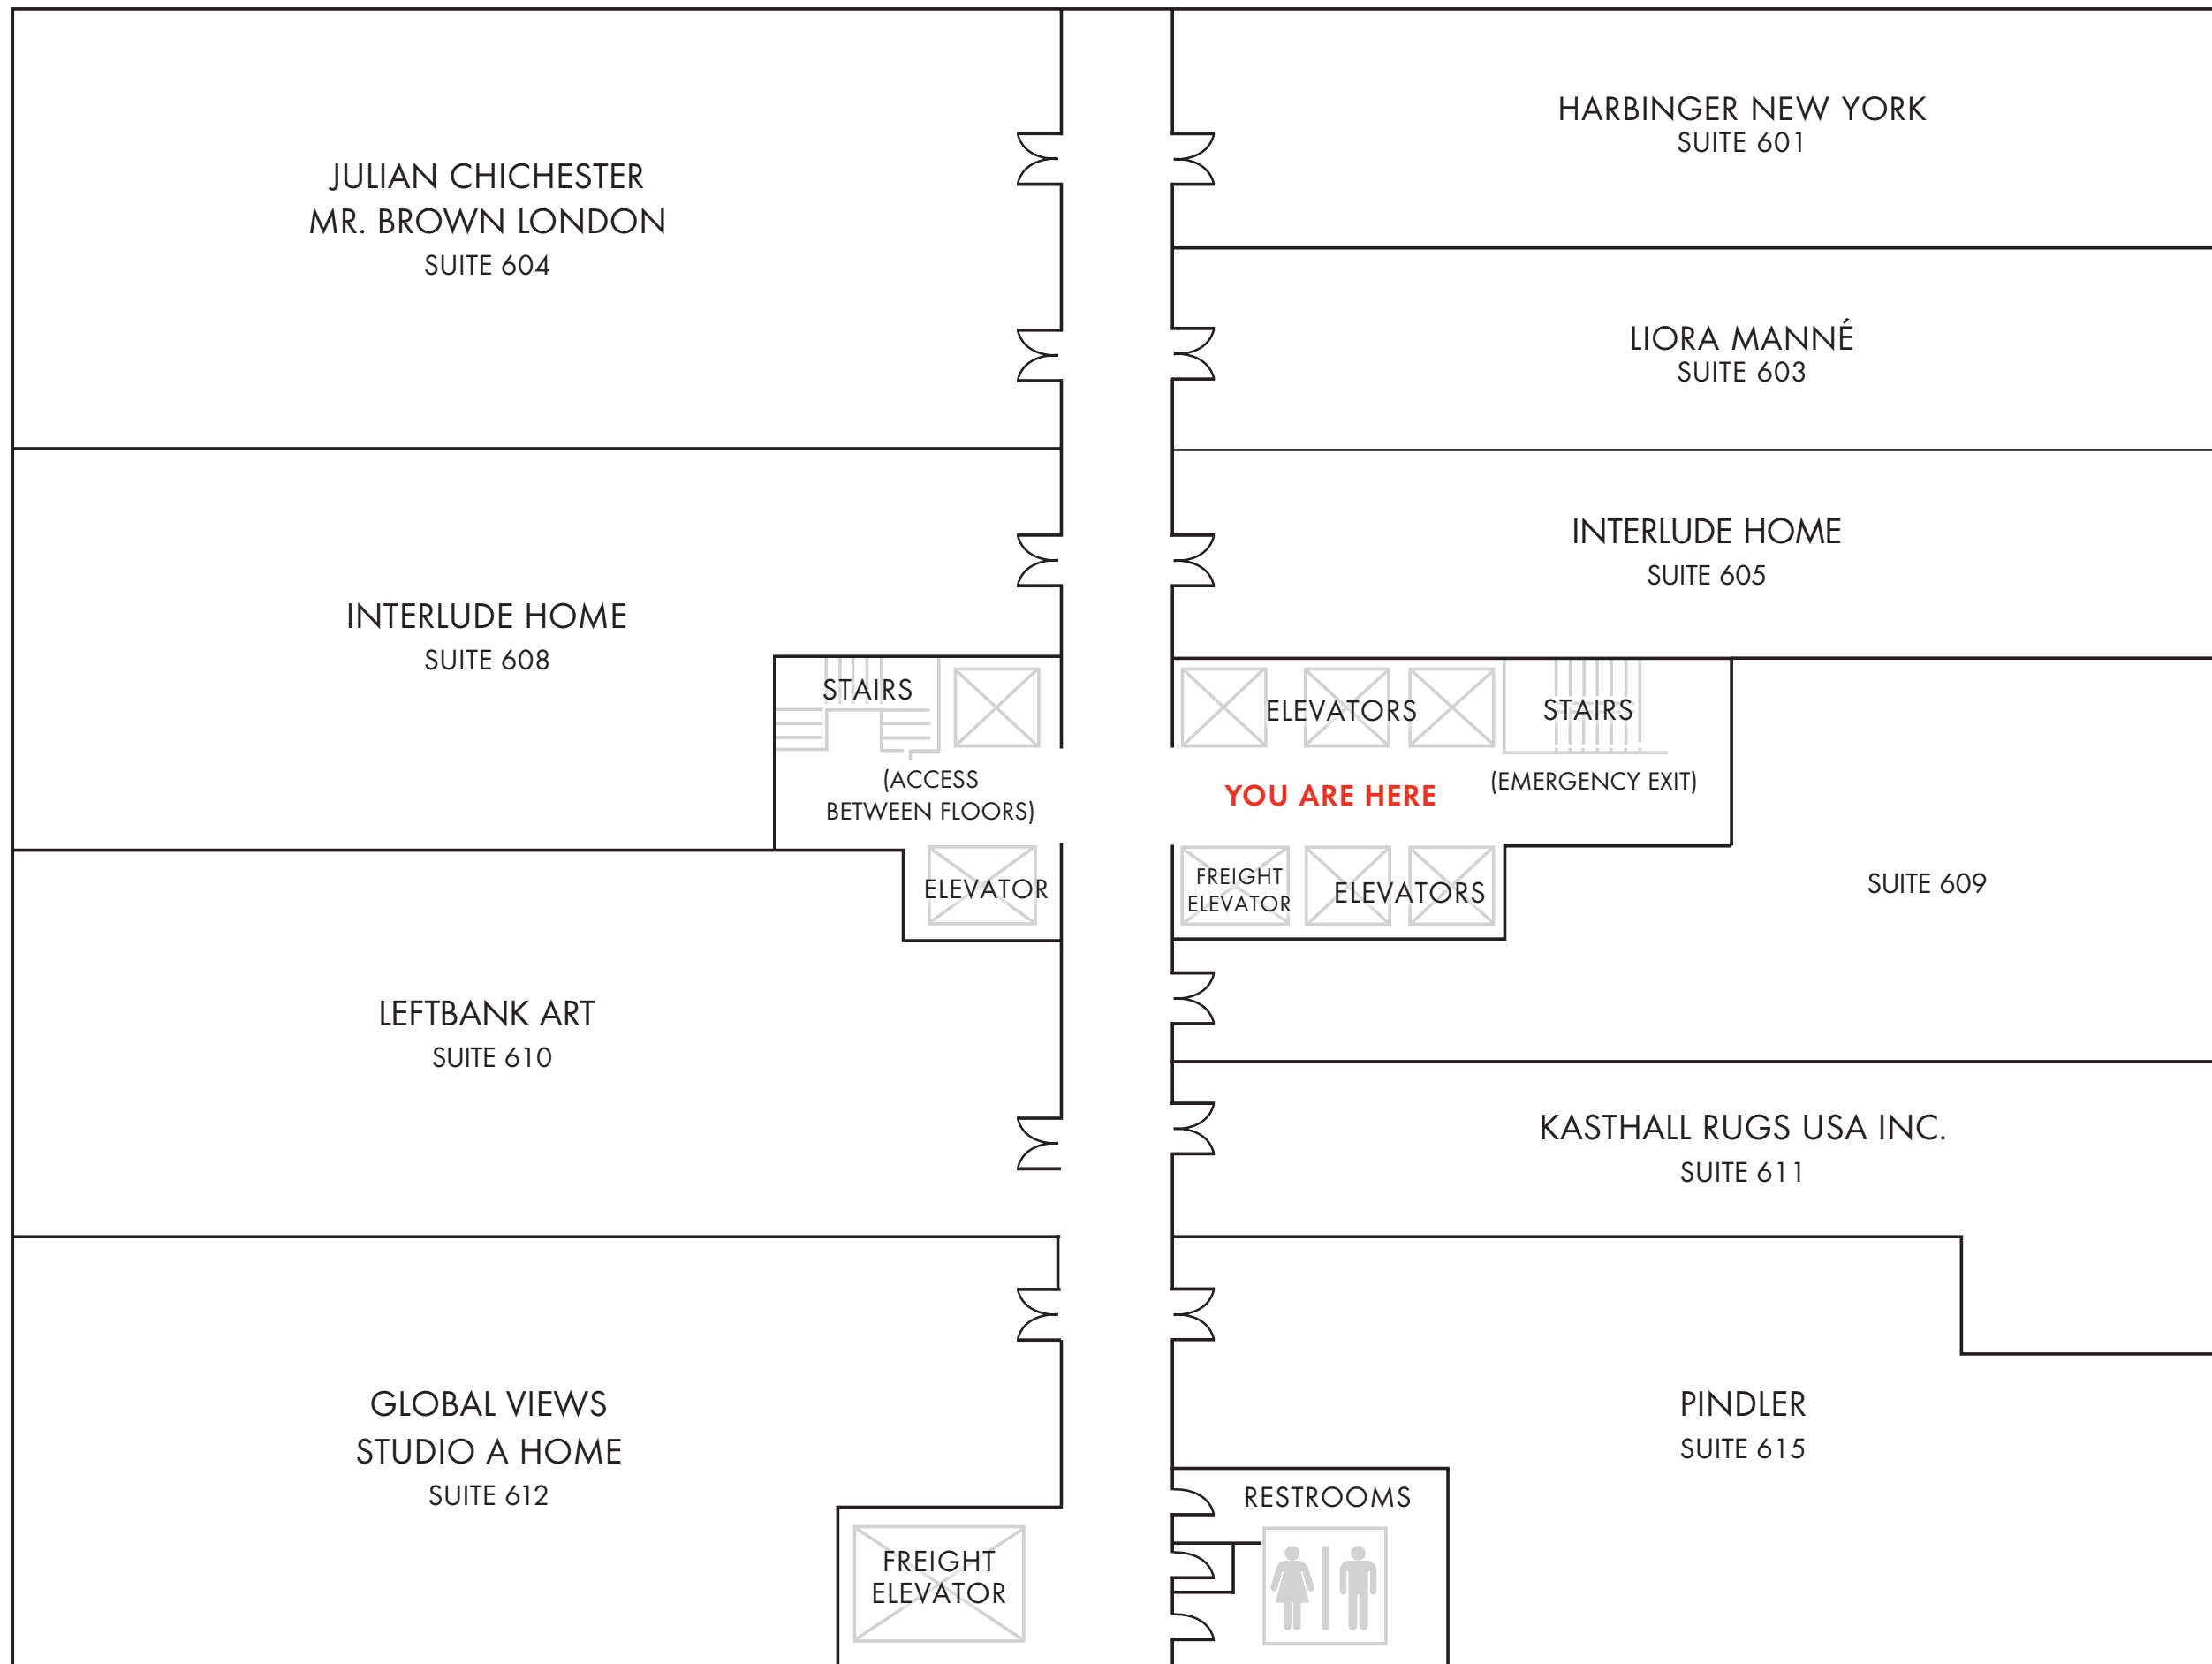 HARBINGER NEW YORK
SUITE 601
JULIAN CHICHESTER
MR. BROWN LONDON
SUITE 604
LIORA MANNÉ
SUITE 603
INTERLUDE HOME
SUITE 605
INTERLUDE HOME
SUITE 608
STAIRS
(ACCESS
BETWEEN FLOORS)
ELEVATOR
ELEVATORS
STAIRS
(EMERGENCY EXIT)
YOU ARE HERE
FREIGHT
ELEVATOR
ELEVATORS
SUITE 609
LEFTBANK ART
SUITE 610
KASTHALL RUGS USA INC.
SUITE 611
GLOBAL VIEWS
STUDIO A HOME
SUITE 612
PINDLER
SUITE 615
FREIGHT
ELEVATOR
RESTROOMS